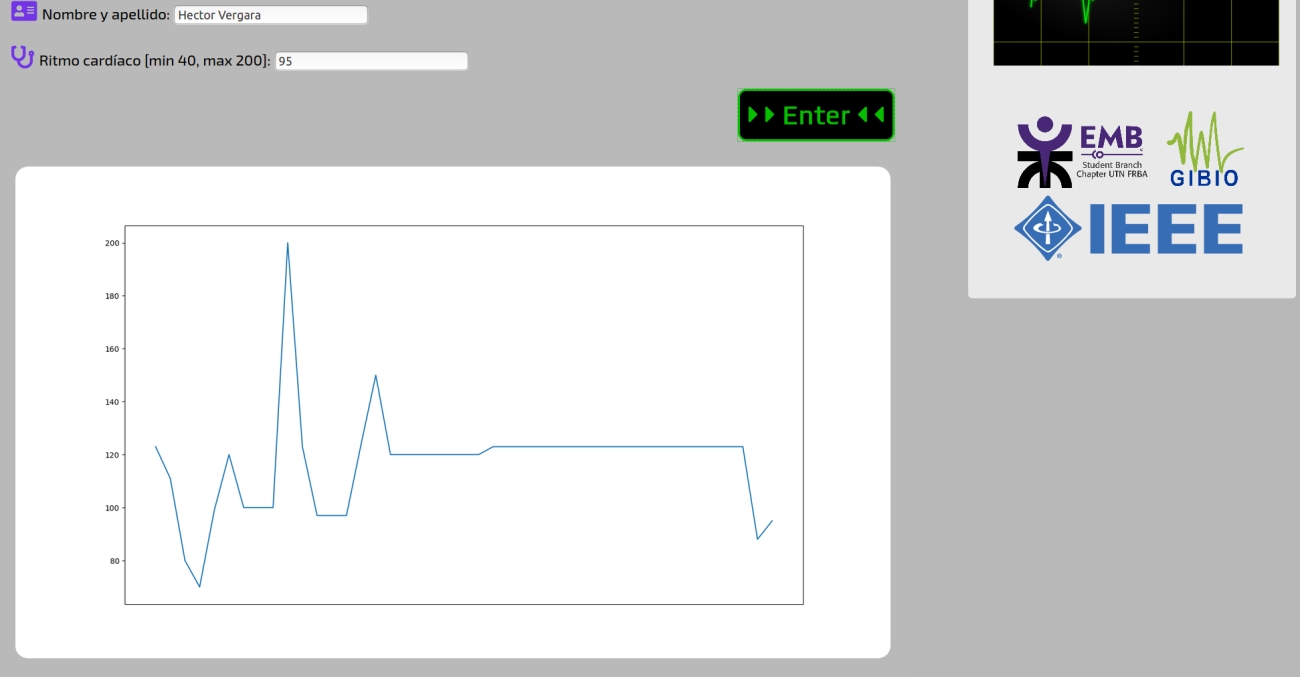 Nombre y apellido: Hector Vergara
Ritmo cardíaco [min 40, max 200]: 95
Enter
200
180
160
140
120
100
80
EMB
Student Branch
Chapter UTN FRBA
GIBIO
IEEE
®